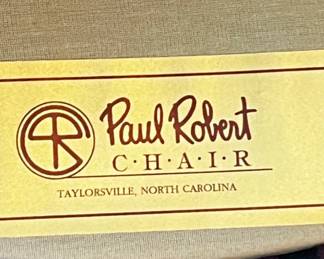 Paul Robert
C·H·A·I·R
TAYLORSVILLE, NORTH CAROLINA